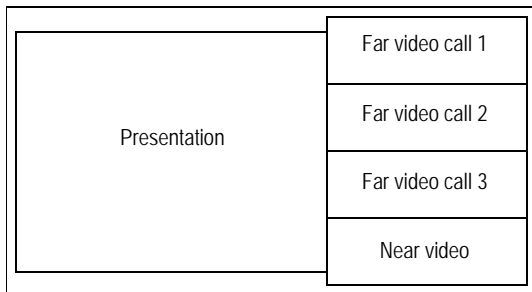 Presentation
Far video call 1
Far video call 2
Far video call 3
Near video